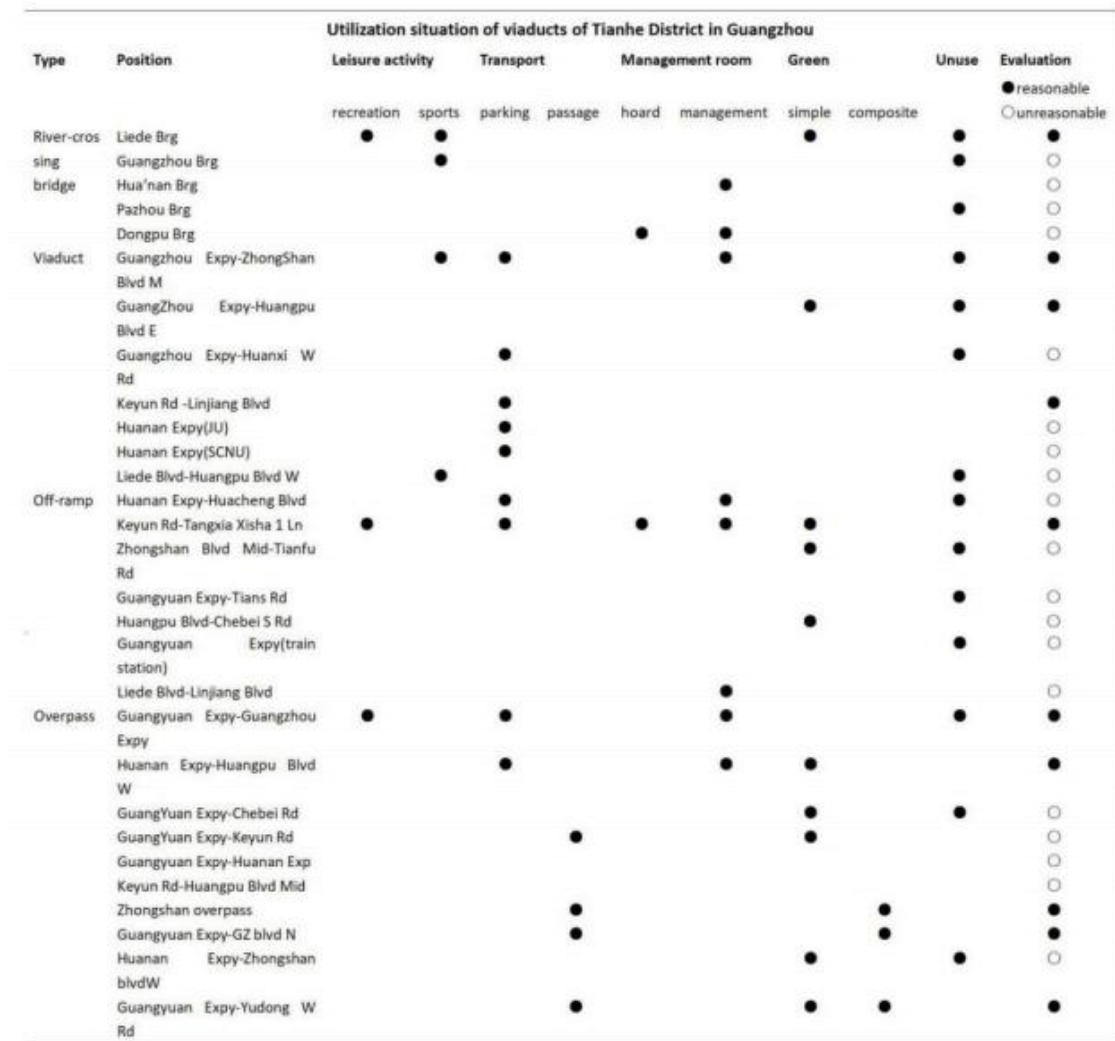 Utilization situation of viaducts of Tianhe District in Guangzhou
Type Position Leisure activity Transport Management room Green Unuse Evaluation
●reasonable
recreation sports parking passage hoard management simple composite ○unreasonable
River-cros Liede Brg ● ● ● ● ●
sing Guangzhou Brg ● ● ○
bridge Hua'nan Brg ● ○
Pazhou Brg ● ○
Dongpu Brg ● ● ○
Viaduct Guangzhou Expy-ZhongShan ● ● ● ● ●
Blvd M
GuangZhou Expy-Huangpu ● ● ●
Blvd E
Guangzhou Expy-Huanxi W ● ● ○
Rd
Keyun Rd -Linjiang Blvd ● ●
Huanan Expy(JU) ● ○
Huanan Expy(SCNU) ● ○
Liede Blvd-Huangpu Blvd W ● ● ○
Off-ramp Huanan Expy-Huacheng Blvd ● ● ● ○
Keyun Rd-Tangxia Xisha 1 Ln ● ● ● ● ● ●
Zhongshan Blvd Mid-Tianfu ● ● ○
Rd
Guangyuan Expy-Tians Rd ● ○
Huangpu Blvd-Chebei S Rd ● ○
Guangyuan Expy(train ● ○
station)
Liede Blvd-Linjiang Blvd ● ○
Overpass Guangyuan Expy-Guangzhou ● ● ● ● ●
Expy
Huanan Expy-Huangpu Blvd ● ● ● ●
W
GuangYuan Expy-Chebei Rd ● ● ○
GuangYuan Expy-Keyun Rd ● ● ○
Guangyuan Expy-Huanan Exp ○
Keyun Rd-Huangpu Blvd Mid ○
Zhongshan overpass ● ● ●
Guangyuan Expy-GZ blvd N ● ● ●
Huanan Expy-Zhongshan ● ● ○
blvdW
Guangyuan Expy-Yudong W ● ● ● ●
Rd